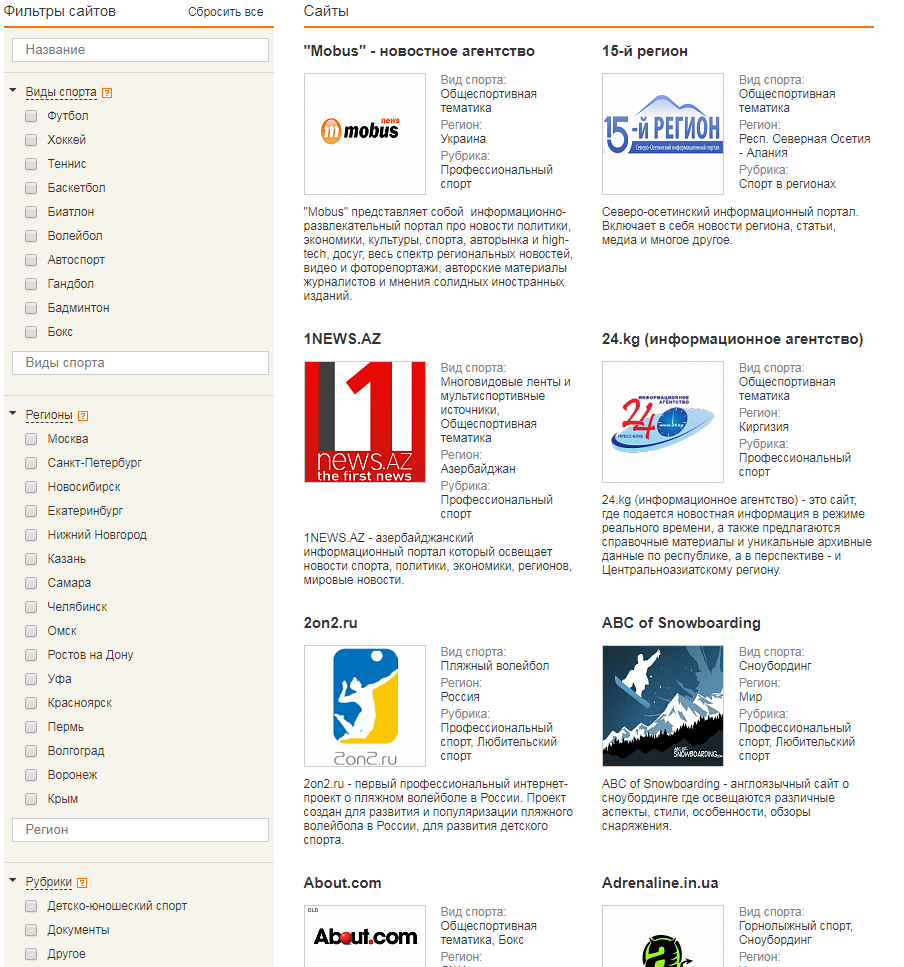 Фильтры сайтов
Сбросить все
Название
Виды спорта ?
Футбол
Хоккей
Теннис
Баскетбол
Биатлон
Волейбол
Автоспорт
Гандбол
Бадминтон
Бокс
Виды спорта
Регионы ?
Москва
Санкт-Петербург
Новосибирск
Екатеринбург
Нижний Новгород
Казань
Самара
Челябинск
Омск
Ростов на Дону
Уфа
Красноярск
Пермь
Волгоград
Воронеж
Крым
Регион
Рубрики ?
Детско-юношеский спорт
Документы
Другое
Сайты
"Mobus" - новостное агентство
news
m mobus
Вид спорта:
Общеспортивная
тематика
Регион:
Украина
Рубрика:
Профессиональный
спорт
"Mobus" представляет собой информационно-
развлекательный портал про новости политики,
экономики, культуры, спорта, авторынка и high-
tech, досуг, весь спектр региональных новостей,
видео и фоторепортажи, авторские материалы
журналистов и мнения солидных иностранных
изданий.
15-й регион
15-й РЕГИОН
Северо-Осетинский информационный портал
Вид спорта:
Общеспортивная
тематика
Регион:
Респ. Северная Осетия
- Алания
Рубрика:
Спорт в регионах
Северо-осетинский информационный портал.
Включает в себя новости региона, статьи,
медиа и многое другое.
1NEWS.AZ
1
news.AZ
the first news
Вид спорта:
Многовидовые ленты и
мультиспортивные
источники,
Общеспортивная
тематика
Регион:
Азербайджан
Рубрика:
Профессиональный
спорт
1NEWS.AZ - азербайджанский
информационный портал который освещает
новости спорта, политики, экономики, регионов,
мировые новости.
24.kg (информационное агентство)
ИНФОРМАЦИОННОЕ
АГЕНТСТВО
24
www.24.kg
ПРЕСС-КЛУБ
Вид спорта:
Общеспортивная
тематика
Регион:
Киргизия
Рубрика:
Профессиональный
спорт
24.kg (информационное агентство) - это сайт,
где подается новостная информация в режиме
реального времени, а также предлагаются
справочные материалы и уникальные архивные
данные по республике, а в перспективе - и
Центральноазиатскому региону.
2on2.ru
2on2.ru
Вид спорта:
Пляжный волейбол
Регион:
Россия
Рубрика:
Профессиональный
спорт, Любительский
спорт
2on2.ru - первый профессиональный интернет-
проект о пляжном волейболе в России. Проект
создан для развития и популяризации пляжного
волейбола в России, для развития детского
спорта.
ABC of Snowboarding
ABC OF
SNOWBOARDING
Вид спорта:
Сноубординг
Регион:
Мир
Рубрика:
Профессиональный
спорт, Любительский
спорт
ABC of Snowboarding - англоязычный сайт о
сноубординге где освещаются различные
аспекты, стили, особенности, обзоры
снаряжения.
About.com
OLD
About.com
Вид спорта:
Общеспортивная
тематика, Бокс
Регион:
Adrenaline.in.ua
a
Вид спорта:
Горнолыжный спорт,
Сноубординг
Регион: